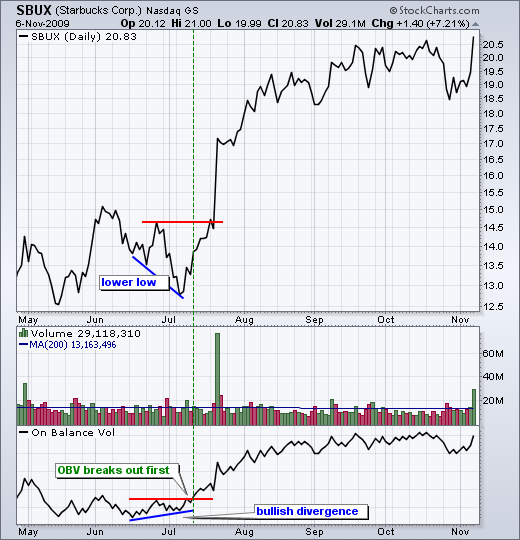 SBUX (Starbucks Corp.) Nasdaq GS © StockCharts.com
6-Nov-2009 Op 20.12 Hi 21.00 Lo 19.99 Cl 20.83 Vol 29.1M Chg +1.40 (+7.21%)
SBUX (Daily) 20.83
20.5
20.0
19.5
19.0
18.5
18.0
17.5
17.0
16.5
16.0
15.5
15.0
14.5
14.0
13.5
13.0
12.5
lower low
May Jun Jul Aug Sep Oct Nov
Volume 29,118,310
MA(200) 13,163,496
60M
40M
20M
On Balance Vol
OBV breaks out first
bullish divergence
May Jun Jul Aug Sep Oct Nov